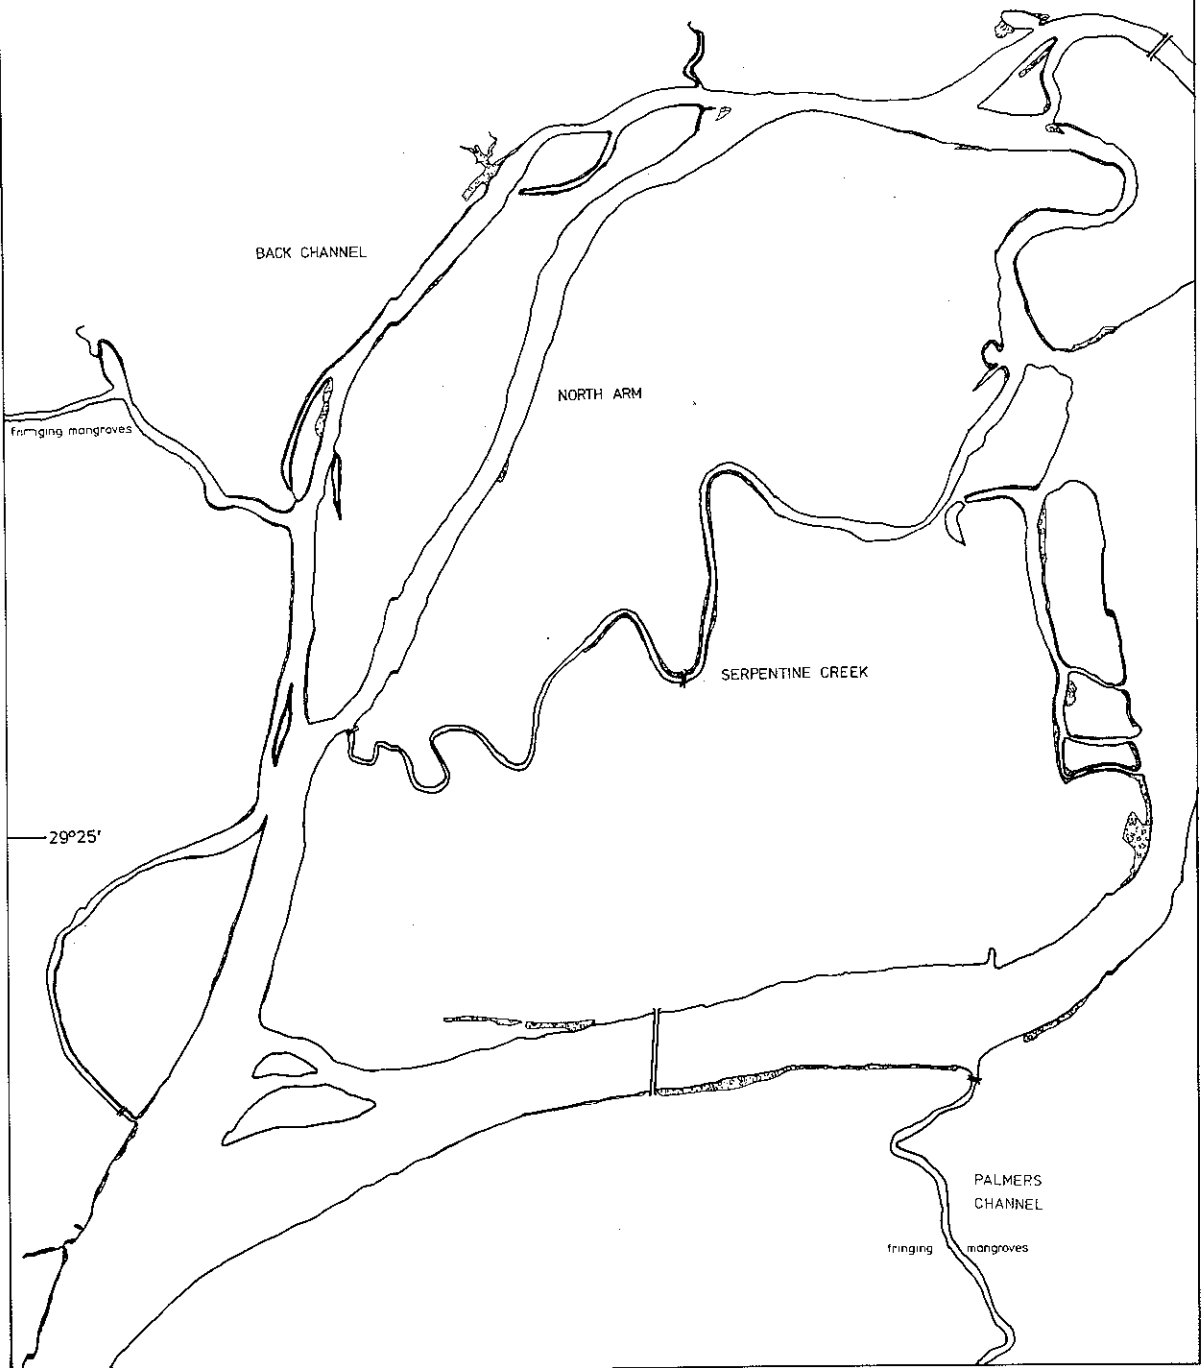 BACK CHANNEL
NORTH ARM
fringing mangroves
SERPENTINE CREEK
29°25'
PALMERS
CHANNEL
fringing mangroves